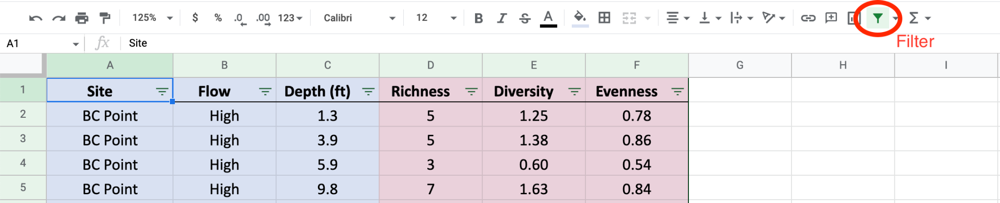 125% $ % .0 .00 123 Calibri 12 B I S A Σ
Filter
A1 fx Site
A B C D E F G H I
1 Site Flow Depth (ft) Richness Diversity Evenness
2 BC Point High 1.3 5 1.25 0.78
3 BC Point High 3.9 5 1.38 0.86
4 BC Point High 5.9 3 0.60 0.54
5 BC Point High 9.8 7 1.63 0.84